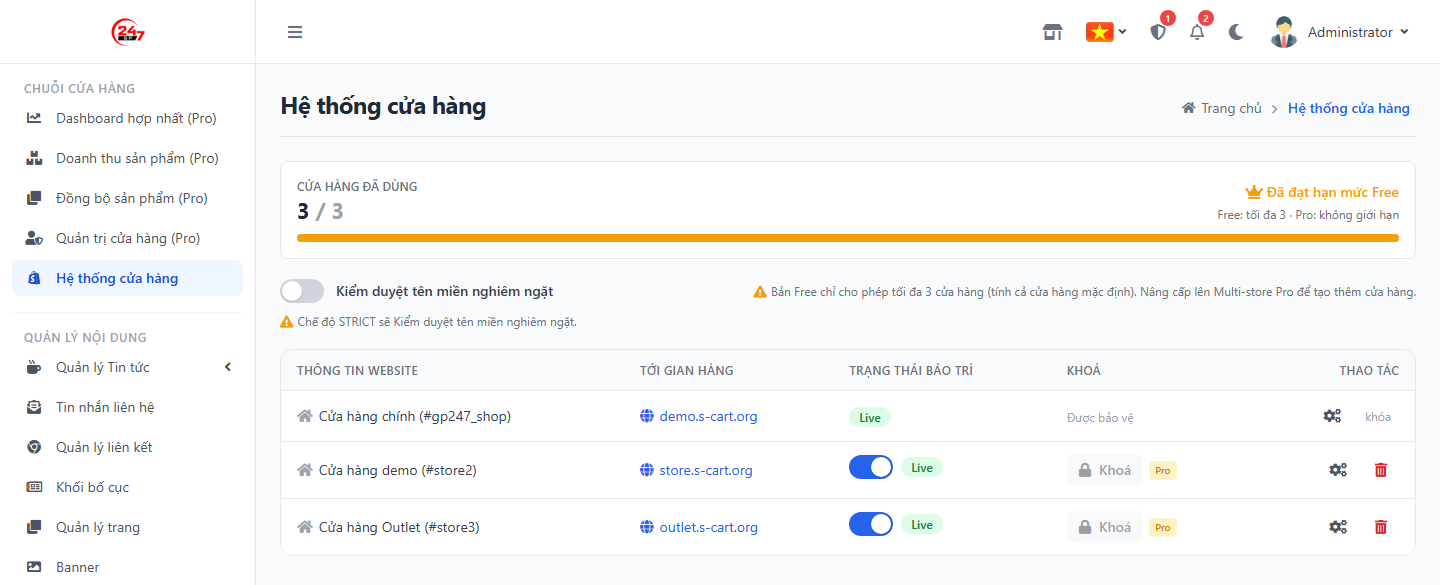 247
GP
1
2
Administrator
CHUỖI CỬA HÀNG
Dashboard hợp nhất (Pro)
Doanh thu sản phẩm (Pro)
Đồng bộ sản phẩm (Pro)
Quản trị cửa hàng (Pro)
Hệ thống cửa hàng
QUẢN LÝ NỘI DUNG
Quản lý Tin tức
Tin nhắn liên hệ
Quản lý liên kết
Khối bố cục
Quản lý trang
Banner
Hệ thống cửa hàng
Trang chủ > Hệ thống cửa hàng
CỬA HÀNG ĐÃ DÙNG
3 / 3
Đã đạt hạn mức Free
Free: tối đa 3 · Pro: không giới hạn
Kiểm duyệt tên miền nghiêm ngặt
Bản Free chỉ cho phép tối đa 3 cửa hàng (tính cả cửa hàng mặc định). Nâng cấp lên Multi-store Pro để tạo thêm cửa hàng.
Chế độ STRICT sẽ Kiểm duyệt tên miền nghiêm ngặt.
THÔNG TIN WEBSITE TỚI GIAN HÀNG TRẠNG THÁI BẢO TRÌ KHOÁ THAO TÁC
Cửa hàng chính (#gp247_shop) demo.s-cart.org Live Được bảo vệ khóa
Cửa hàng demo (#store2) store.s-cart.org Live Khoá Pro
Cửa hàng Outlet (#store3) outlet.s-cart.org Live Khoá Pro